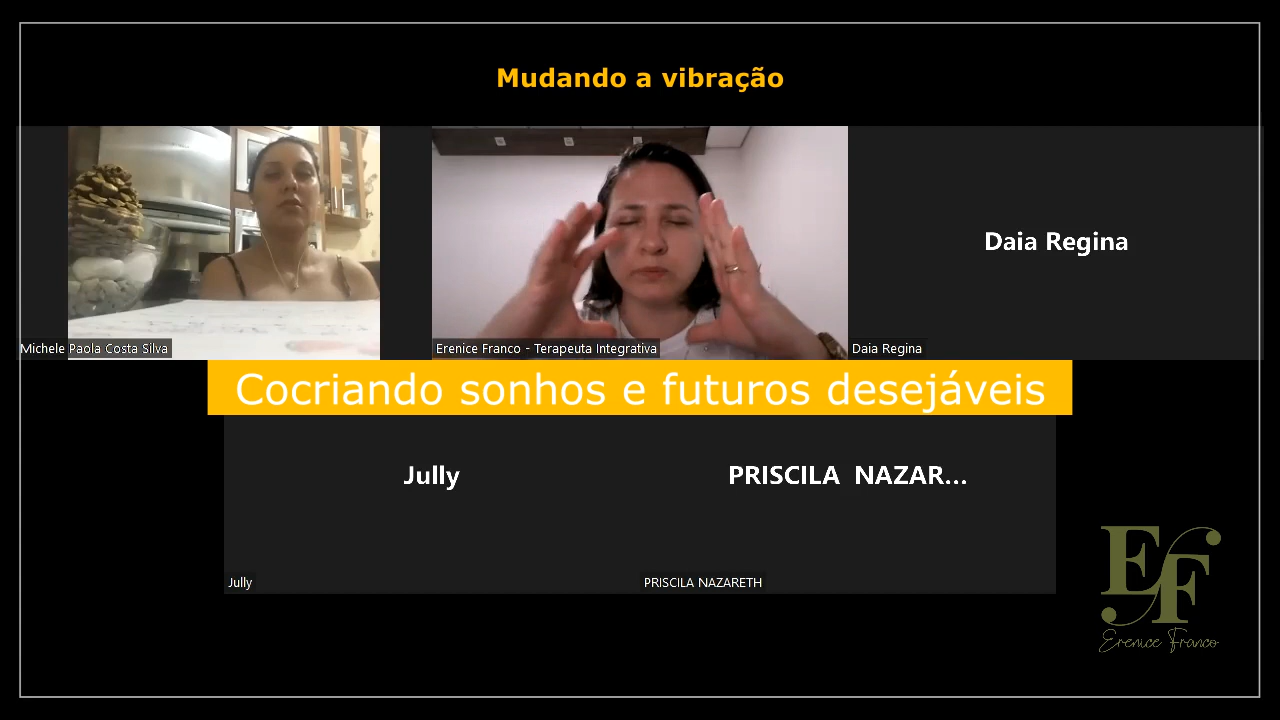 Mudando a vibração
Daia Regina
Michele Paola Costa Silva
Erenice Franco - Terapeuta Integrativa
Daia Regina
Cocriando sonhos e futuros desejáveis
Jully
PRISCILA NAZAR...
Jully
PRISCILA NAZARETH
EF
Erenice Franco